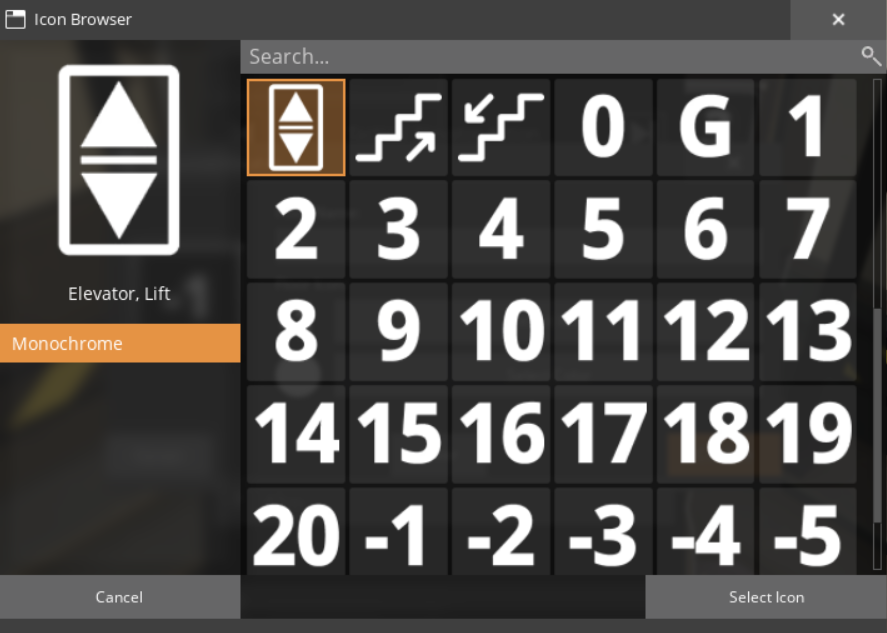 Icon Browser
Search...
0 G 1
2 3 4 5 6 7
8 9 10 11 12 13
14 15 16 17 18 19
20 -1 -2 -3 -4 -5
Elevator, Lift
Monochrome
Cancel
Select Icon